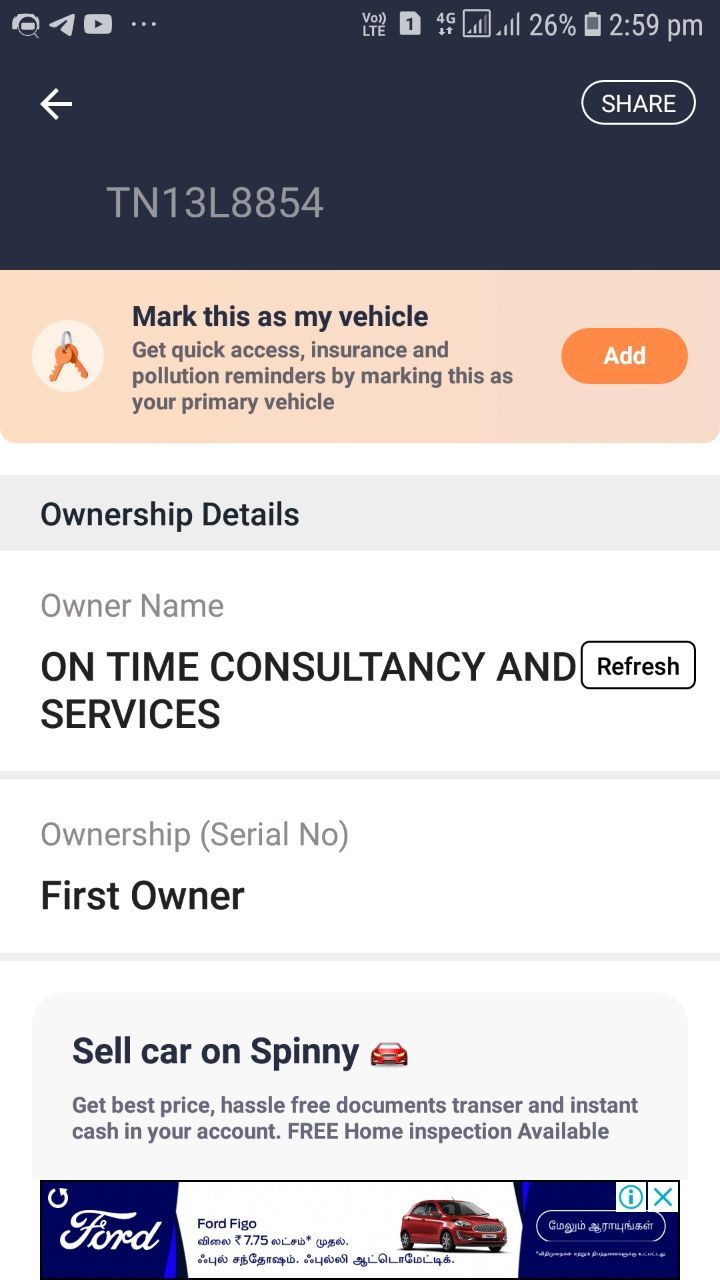 Vo)) LTE 1 4G 26% 2:59 pm
SHARE
TN13L8854
Mark this as my vehicle
Get quick access, insurance and
pollution reminders by marking this as
your primary vehicle
Add
Ownership Details
Owner Name
ON TIME CONSULTANCY AND
SERVICES
Refresh
Ownership (Serial No)
First Owner
Sell car on Spinny
Get best price, hassle free documents transer and instant
cash in your account. FREE Home inspection Available
Ford
Ford Figo
விலை ₹7.75 லட்சம்* முதல்.
ஃபுல் சந்தோஷம். ஃபுல்லி ஆட்டொமேட்டிக்.
மேலும் ஆராயுங்கள்